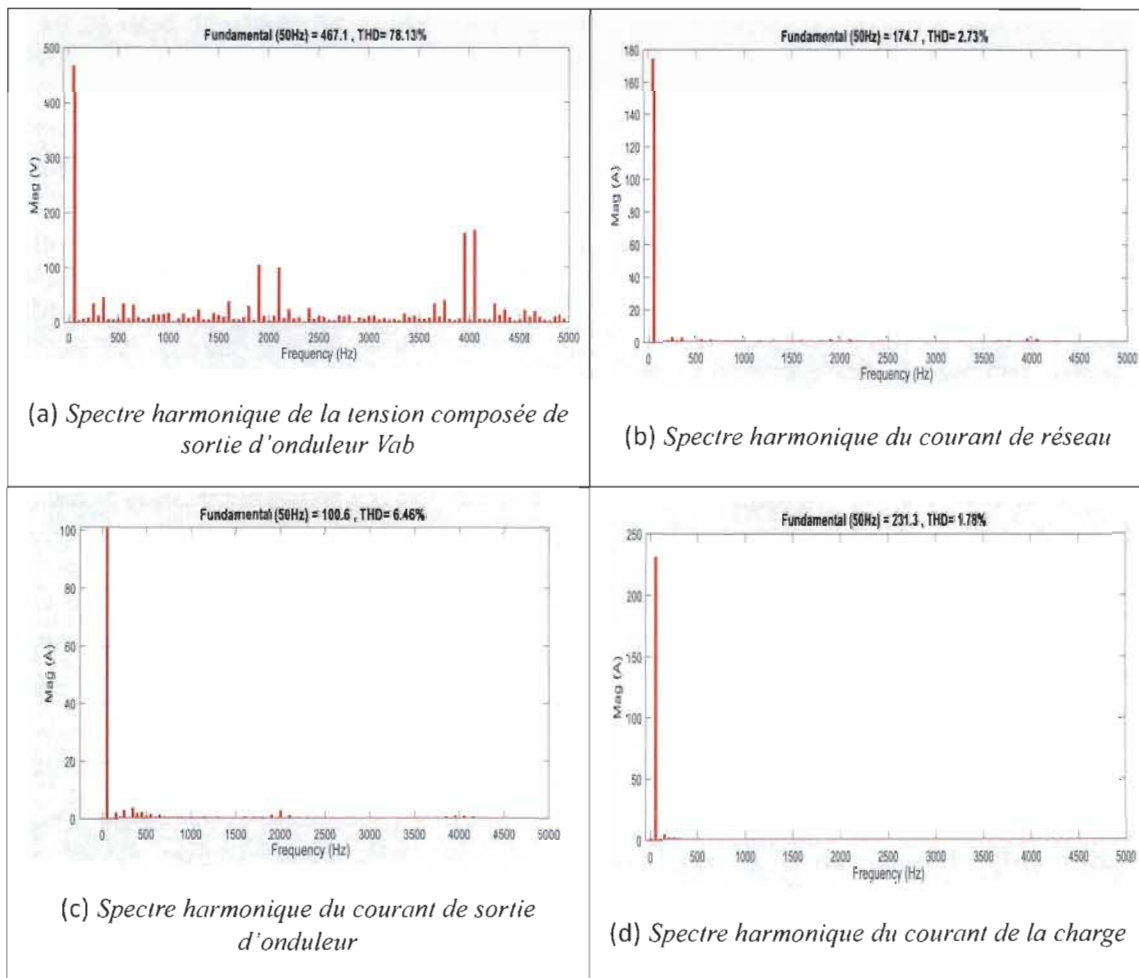 Fundamental (50Hz) = 467.1 , THD= 78.13%
500
400
300
200
100
0
Mag (V)
0 500 1000 1500 2000 2500 3000 3500 4000 4500 5000
Frequency (Hz)
(a) Spectre harmonique de la tension composée de
sortie d'onduleur Vab
Fundamental (50Hz) = 174.7 , THD= 2.73%
180
160
140
120
100
80
60
40
20
0
Mag (A)
0 500 1000 1500 2000 2500 3000 3500 4000 4500 5000
Frequency (Hz)
(b) Spectre harmonique du courant de réseau
Fundamental (50Hz) = 100.6 , THD= 6.46%
100
80
60
40
20
0
Mag (A)
0 500 1000 1500 2000 2500 3000 3500 4000 4500 5000
Frequency (Hz)
(c) Spectre harmonique du courant de sortie
d'onduleur
Fundamental (50Hz) = 231.3 , THD= 1.78%
250
200
150
100
50
0
Mag (A)
0 500 1000 1500 2000 2500 3000 3500 4000 4500 5000
Frequency (Hz)
(d) Spectre harmonique du courant de la charge